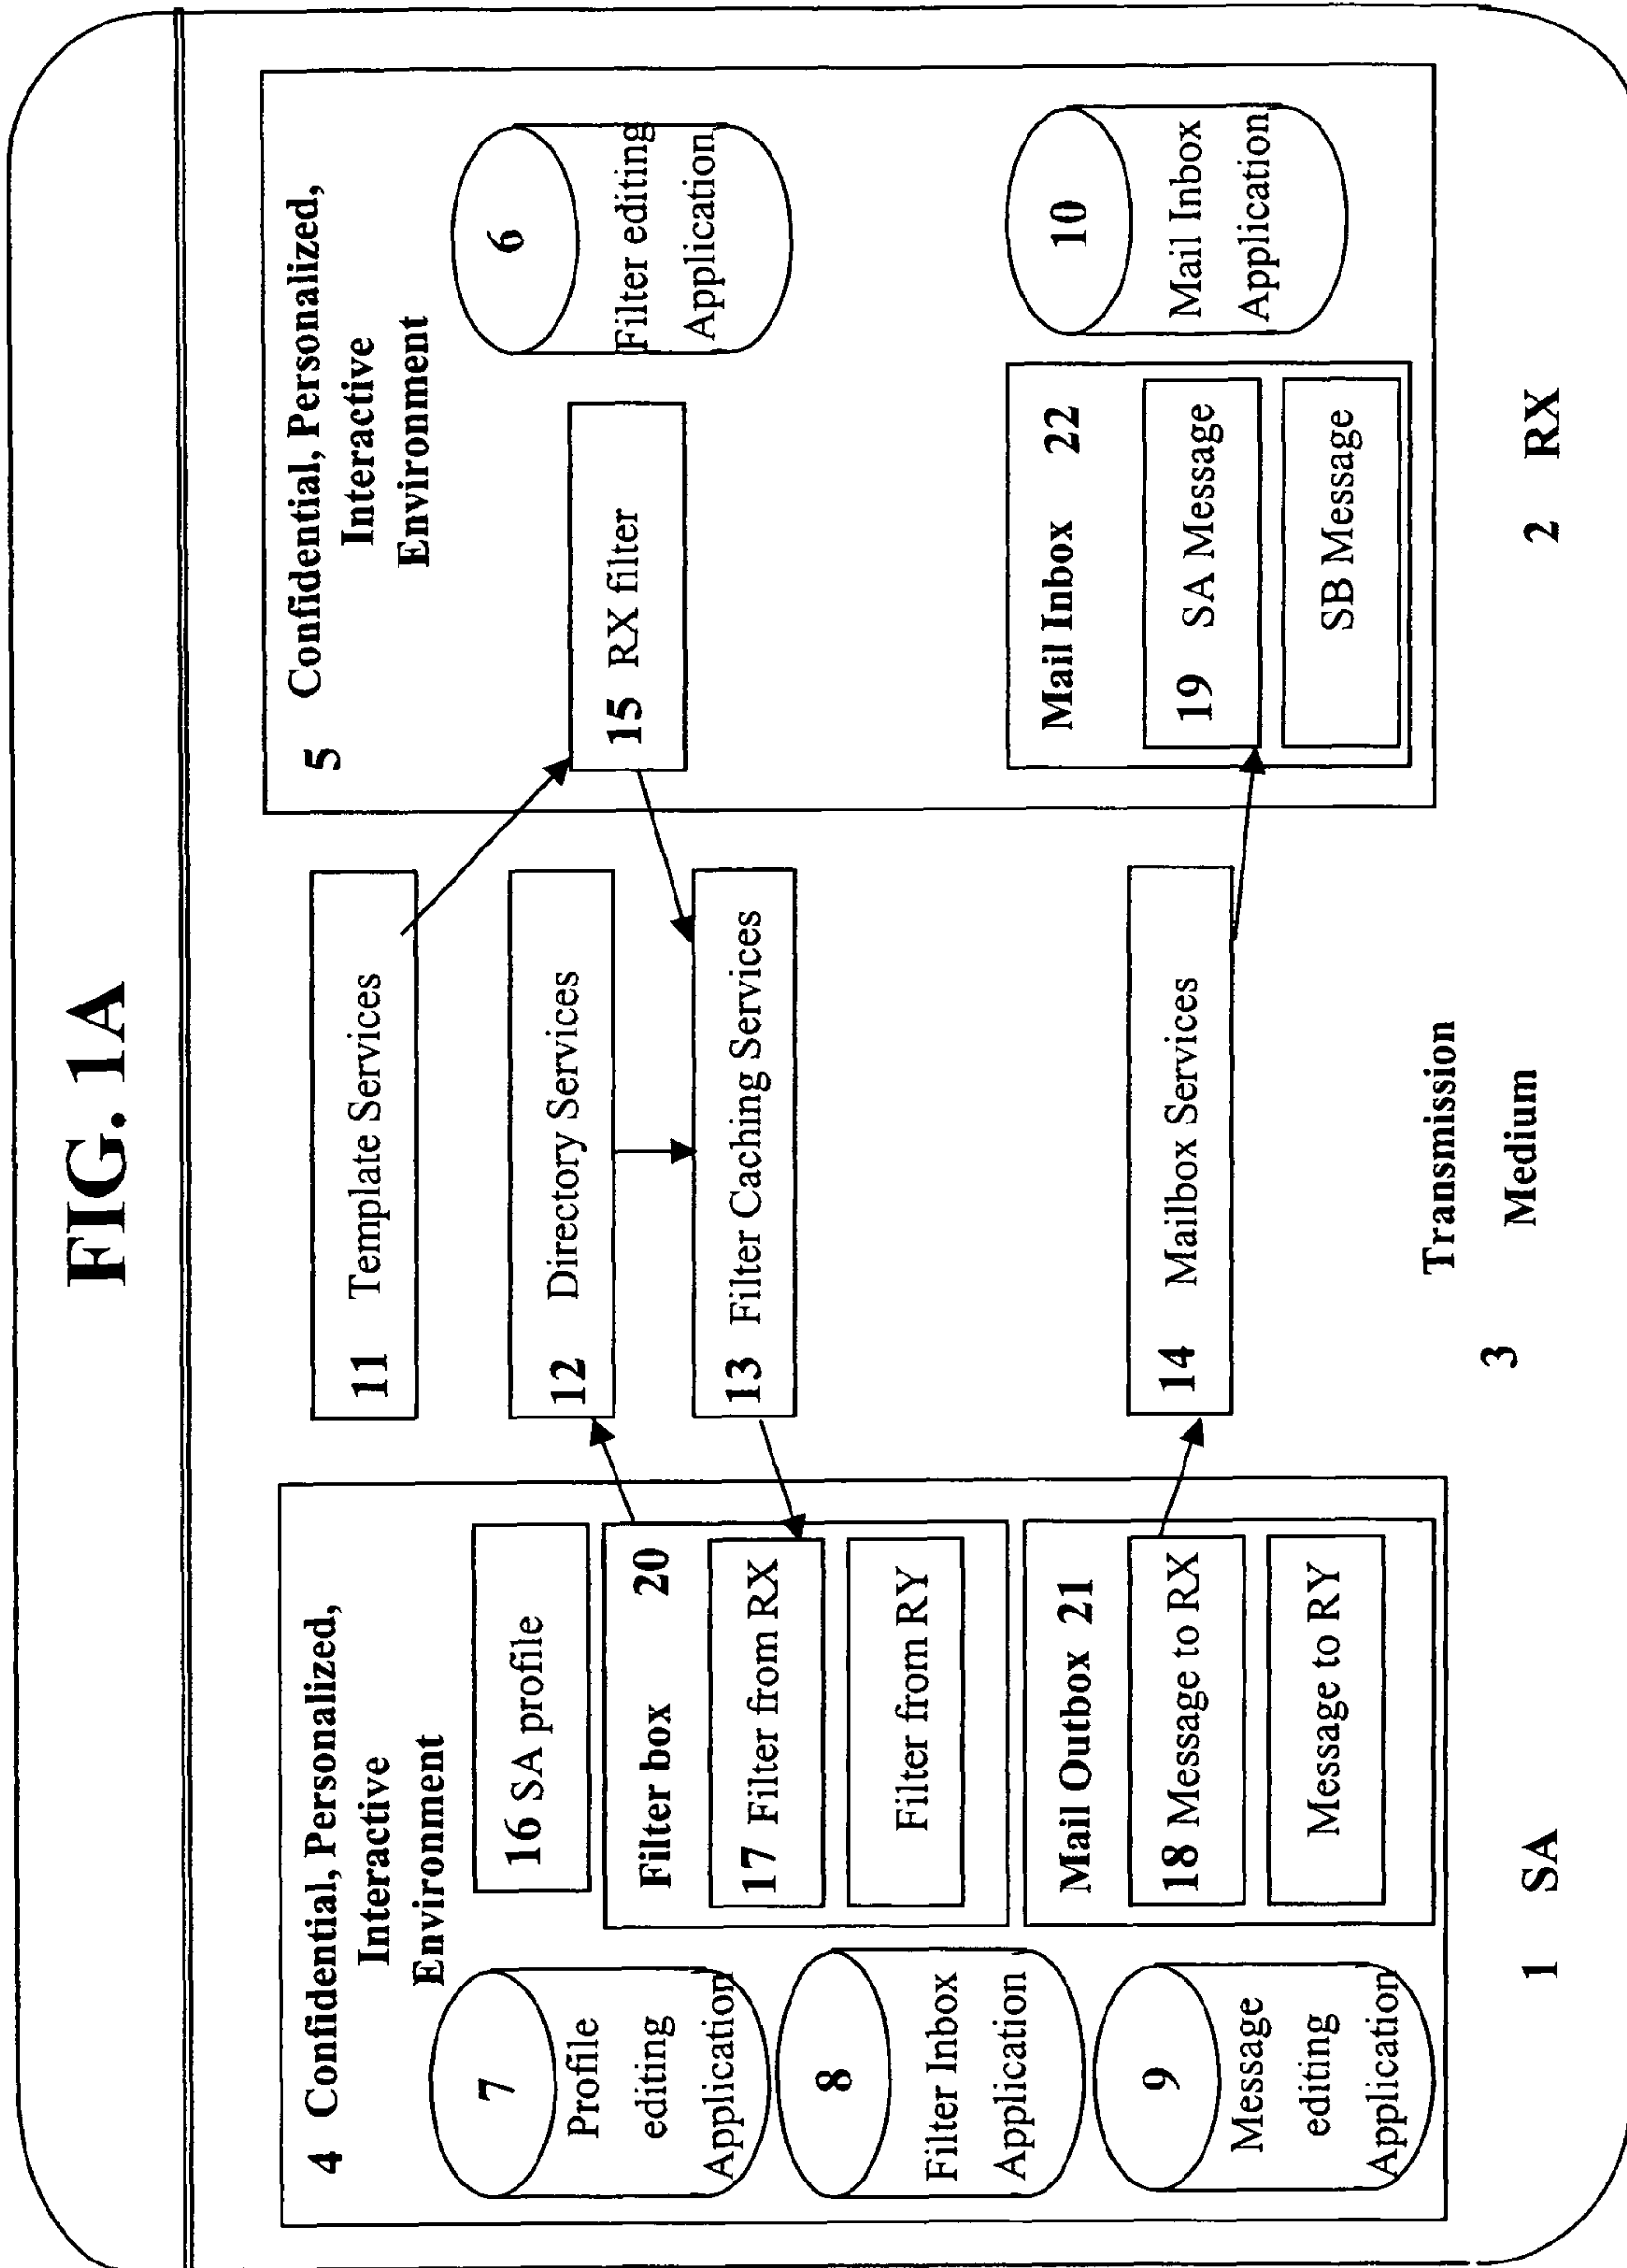 FIG. 1A
4 Confidential, Personalized,
Interactive
Environment
7
Profile
editing
Application
8
Filter Inbox
Application
9
Message
editing
Application
16 SA profile
Filter box 20
17 Filter from RX
Filter from RY
Mail Outbox 21
18 Message to RX
Message to RY
1 SA
11 Template Services
12 Directory Services
13 Filter Caching Services
14 Mailbox Services
Transmission
3 Medium
5 Confidential, Personalized,
Interactive
Environment
6
Filter editing
Application
15 RX filter
10
Mail Inbox
Application
Mail Inbox 22
19 SA Message
SB Message
2 RX